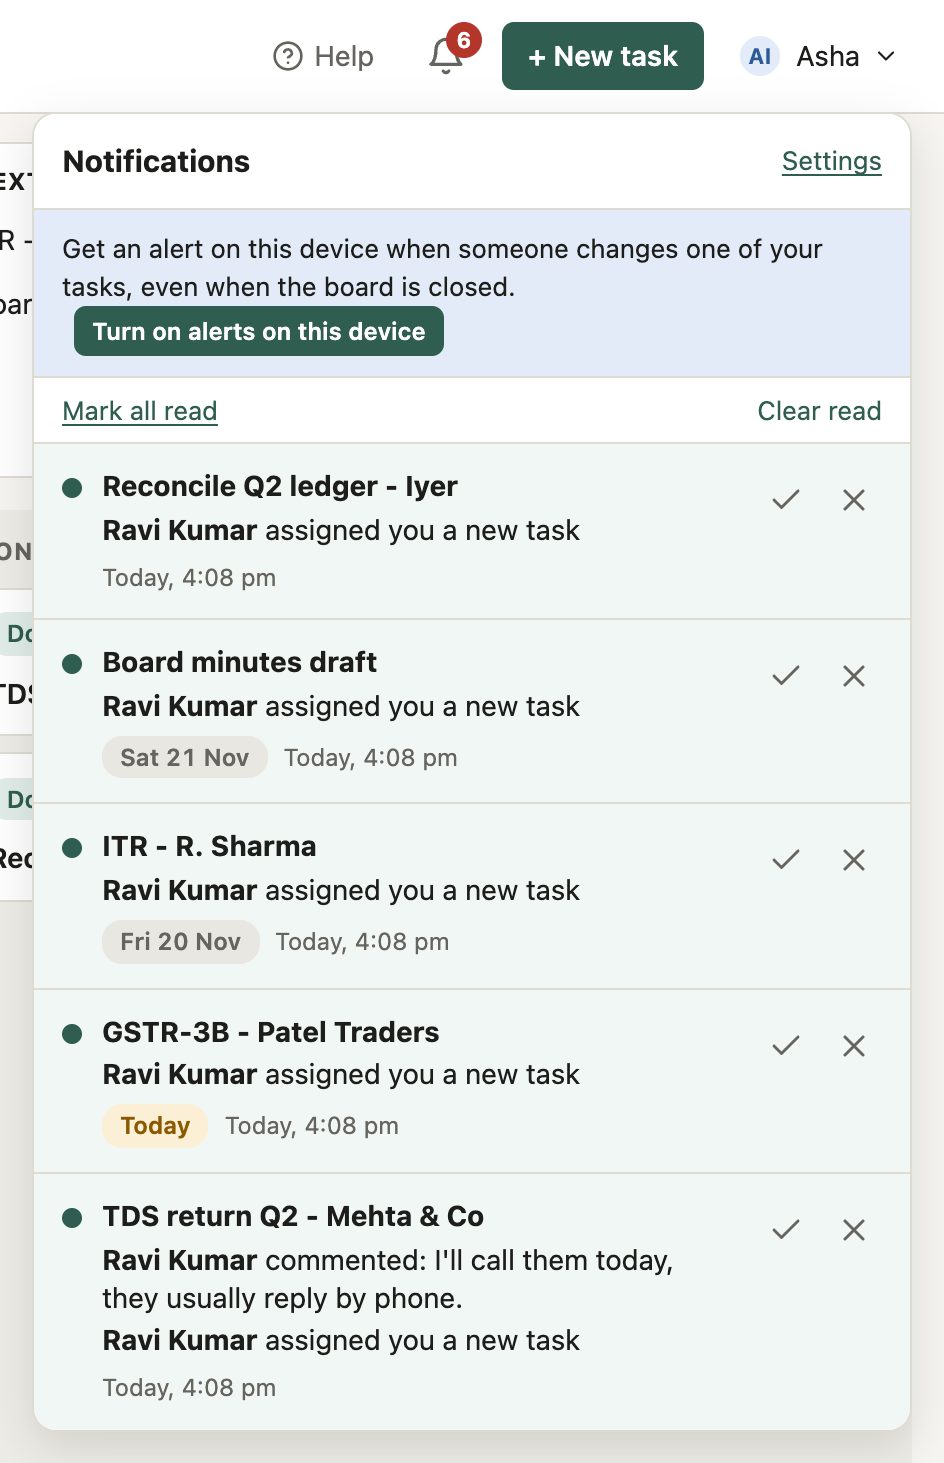 Help
6
+ New task
AI
Asha
Notifications
Settings
Get an alert on this device when someone changes one of your
tasks, even when the board is closed.
Turn on alerts on this device
Mark all read
Clear read
Reconcile Q2 ledger - Iyer
Ravi Kumar assigned you a new task
Today, 4:08 pm
Board minutes draft
Ravi Kumar assigned you a new task
Sat 21 Nov Today, 4:08 pm
ITR - R. Sharma
Ravi Kumar assigned you a new task
Fri 20 Nov Today, 4:08 pm
GSTR-3B - Patel Traders
Ravi Kumar assigned you a new task
Today Today, 4:08 pm
TDS return Q2 - Mehta & Co
Ravi Kumar commented: I'll call them today,
they usually reply by phone.
Ravi Kumar assigned you a new task
Today, 4:08 pm